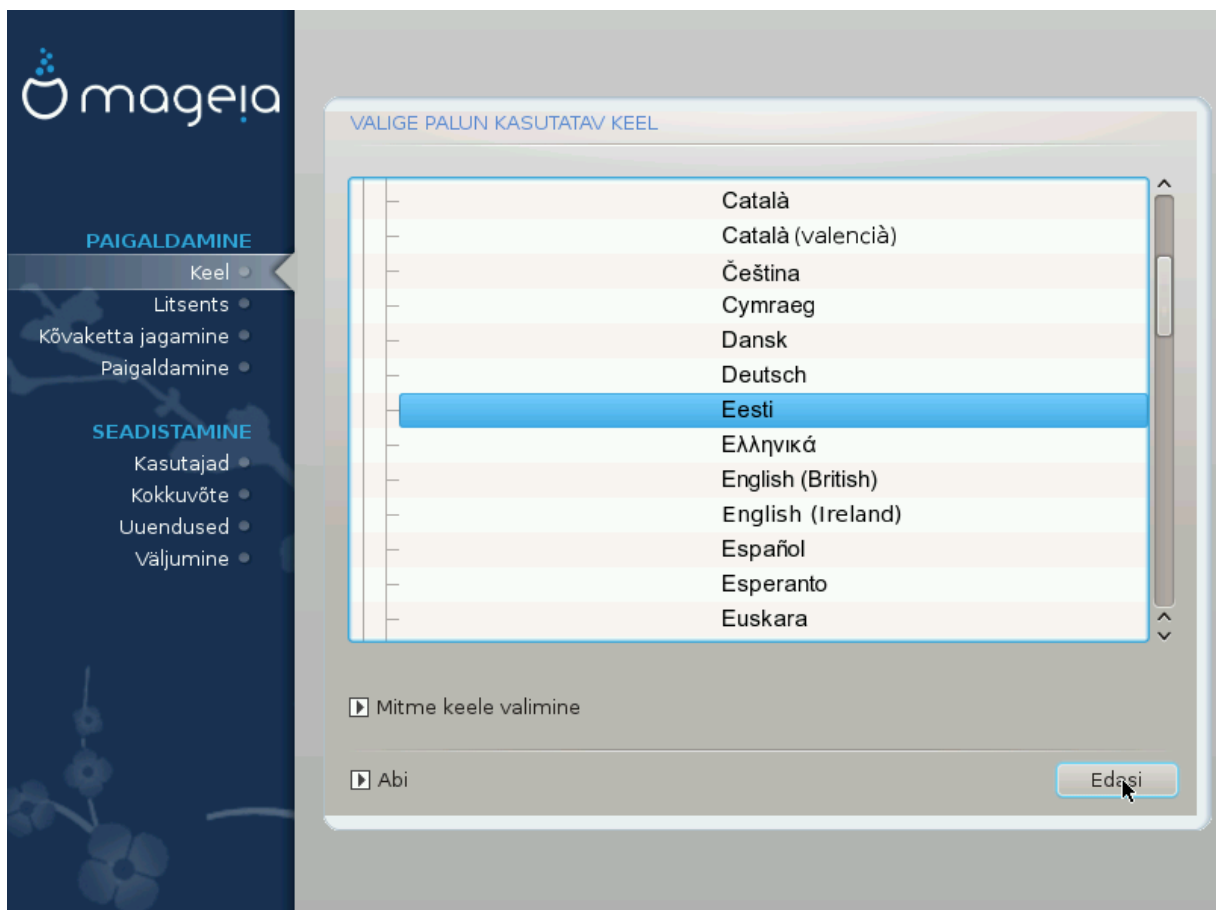 mageia
PAIGALDAMINE
Keel
Litsents
Kõvaketta jagamine
Paigaldamine
SEADISTAMINE
Kasutajad
Kokkuvõte
Uuendused
Väljumine
VALIGE PALUN KASUTATAV KEEL
Català
Català (valencià)
Čeština
Cymraeg
Dansk
Deutsch
Eesti
Ελληνικά
English (British)
English (Ireland)
Español
Esperanto
Euskara
Mitme keele valimine
Abi
Edasi